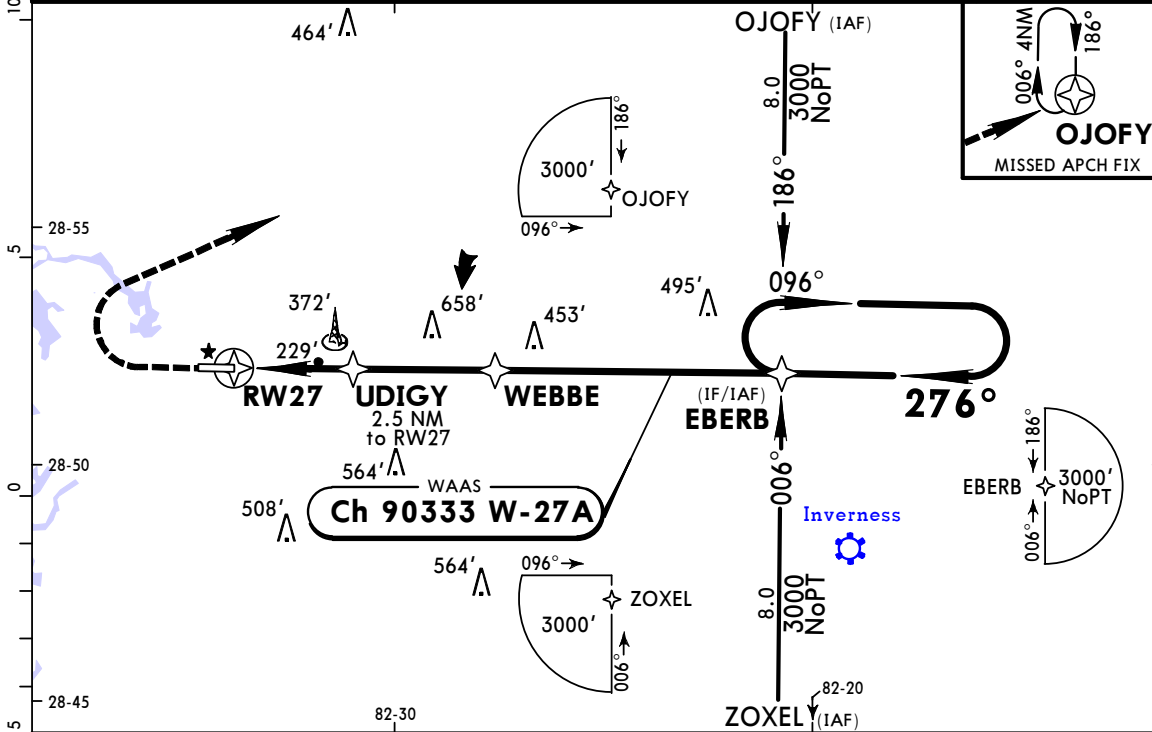 10
464'
OJOFY (IAF)
8.0
3000
NoPT
186°
006° 4NM
186°
OJOFY
MISSED APCH FIX
3000'
186°
OJOFY
096°
28-55
5
372'
658'
453'
495'
096°
229'
RW27
UDIGY
2.5 NM
to RW27
WEBBE
(IF/IAF)
EBERB
276°
28-50
0
564'
WAAS
Ch 90333 W-27A
508'
006°
Inverness
EBERB
186°
3000'
NoPT
006°
564'
096°
ZOXEL
3000'
006°
8.0
3000
NoPT
28-45
5
82-30
82-20
ZOXEL (IAF)